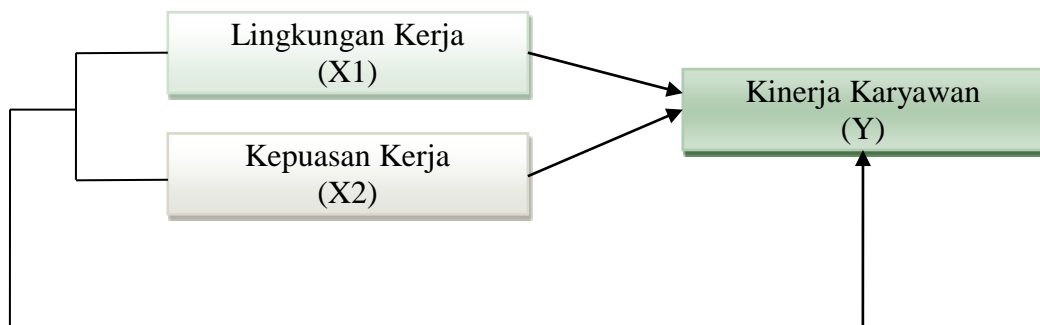 Lingkungan Kerja
(X1)
Kinerja Karyawan
(Y)
Kepuasan Kerja
(X2)